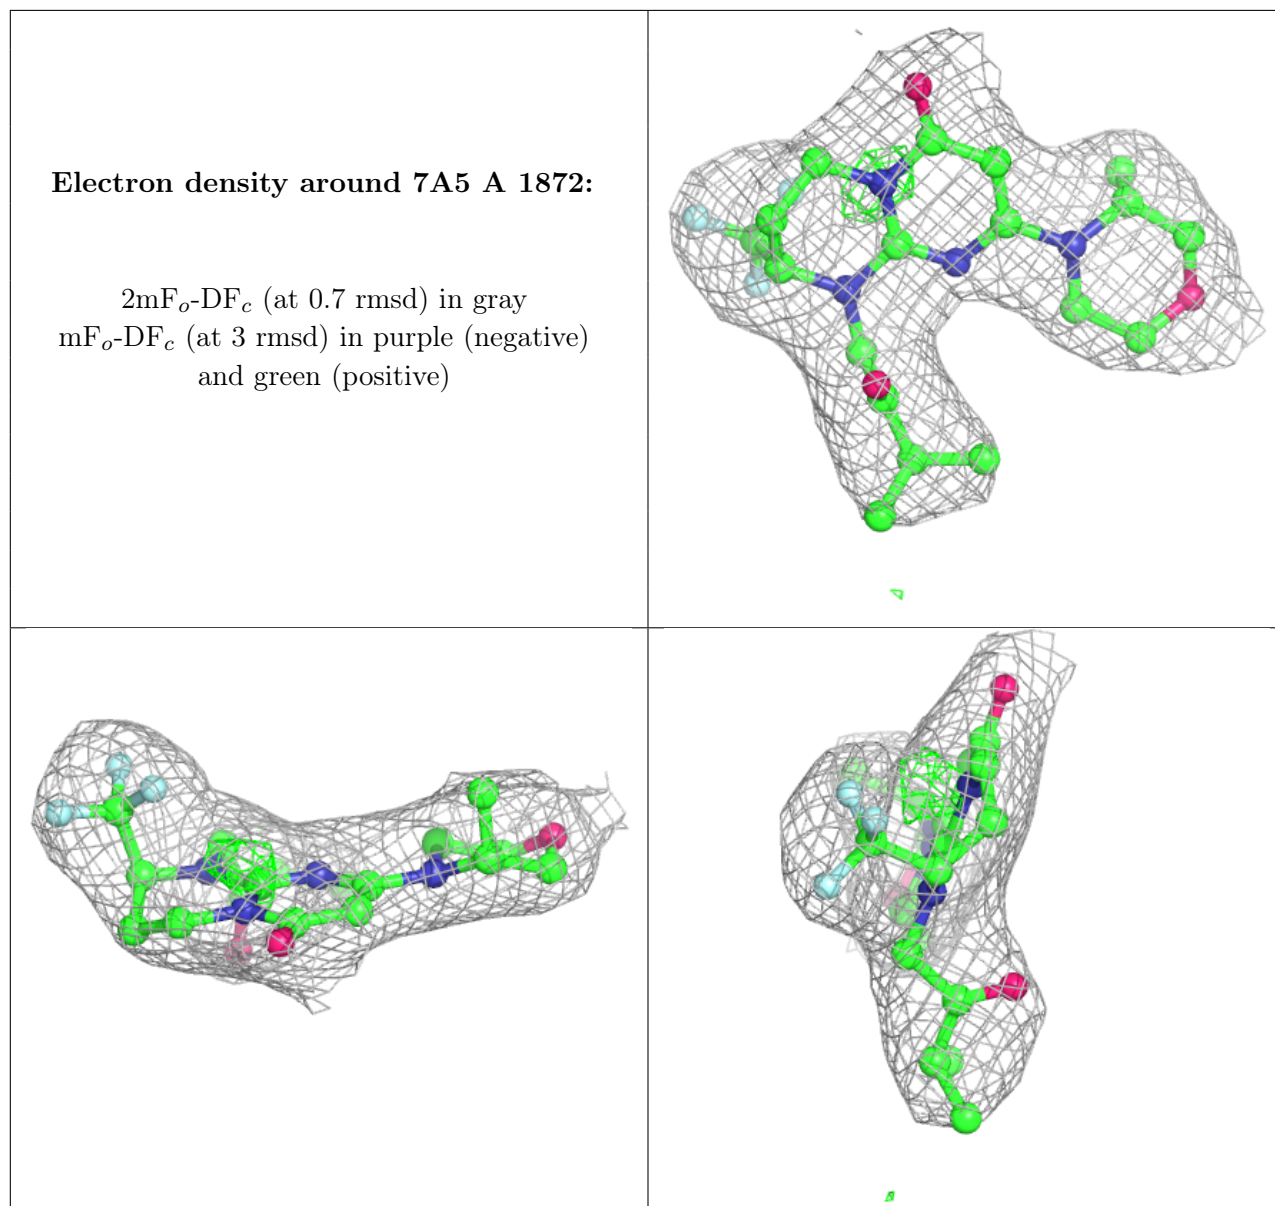 Electron density around 7A5 A 1872:
2mFo-DFc (at 0.7 rmsd) in gray
mFo-DFc (at 3 rmsd) in purple (negative)
and green (positive)